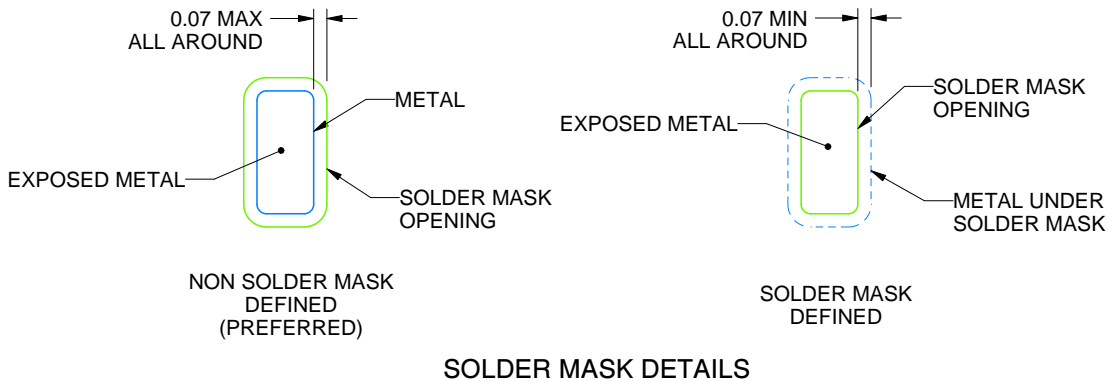 0.07 MAX
ALL AROUND
METAL
EXPOSED METAL
SOLDER MASK
OPENING
NON SOLDER MASK
DEFINED
(PREFERRED)
0.07 MIN
ALL AROUND
SOLDER MASK
OPENING
EXPOSED METAL
METAL UNDER
SOLDER MASK
SOLDER MASK
DEFINED
SOLDER MASK DETAILS